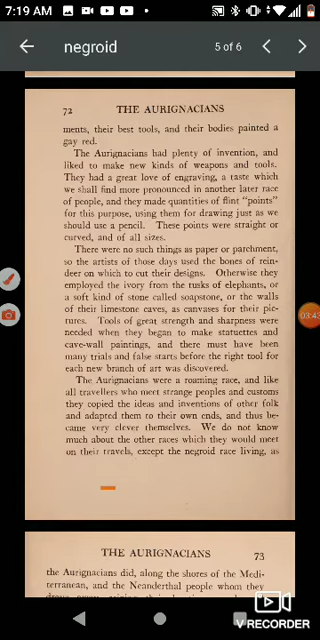 7:19 AM
negroid
5 of 6
72 THE AURIGNACIANS
ments, their best tools, and their bodies painted a
gay red.
The Aurignacians had plenty of invention, and
liked to make new kinds of weapons and tools.
They had a great love of engraving, a taste which
we shall find more pronounced in another later race
of people, and they made quantities of flint "points"
for this purpose, using them for drawing just as we
should use a pencil. These points were straight or
curved, and of all sizes.
There were no such things as paper or parchment,
so the artists of those days used the bones of rein-
deer on which to cut their designs. Otherwise they
employed the ivory from the tusks of elephants, or
a soft kind of stone called soapstone, or the walls
of their limestone caves, as canvases for their pic-
tures. Tools of great strength and sharpness were
needed when they began to make statuettes and
cave-wall paintings, and there must have been
many trials and false starts before the right tool for
each new branch of art was discovered.
The Aurignacians were a roaming race, and like
all travellers who meet strange peoples and customs
they copied the ideas and inventions of other folk
and adapted them to their own ends, and thus be-
came very clever themselves. We do not know
much about the other races which they would meet
on their travels, except the negroid race living, as
THE AURIGNACIANS 73
the Aurignacians did, along the shores of the Medi-
terranean, and the Neanderthal people whom they
V RECORDER